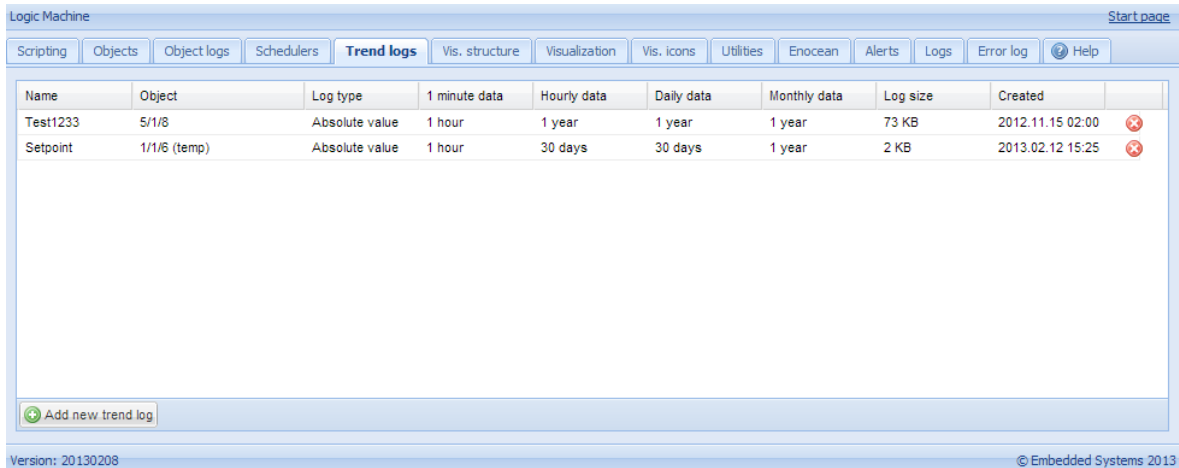 Logic Machine Start page
Scripting Objects Object logs Schedulers Trend logs Vis. structure Visualization Vis. icons Utilities Enocean Alerts Logs Error log Help
Name Object Log type 1 minute data Hourly data Daily data Monthly data Log size Created
Test1233 5/1/8 Absolute value 1 hour 1 year 1 year 1 year 73 KB 2012.11.15 02:00
Setpoint 1/1/6 (temp) Absolute value 1 hour 30 days 30 days 1 year 2 KB 2013.02.12 15:25
Add new trend log
Version: 20130208 © Embedded Systems 2013